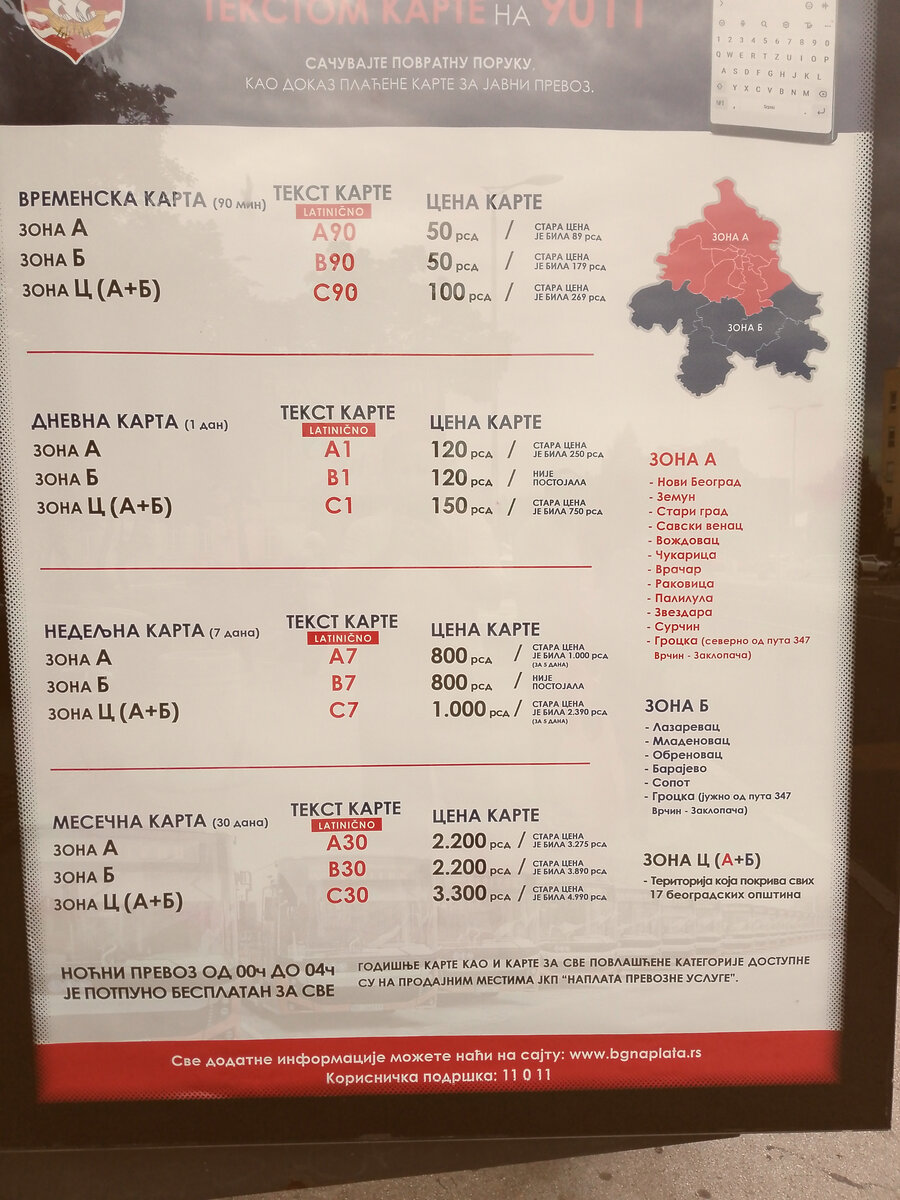 ТЕКСТОМ КАРТЕ НА 9011
САЧУВАЈТЕ ПОВРАТНУ ПОРУКУ,
КАО ДОКАЗ ПЛАЋЕНЕ КАРТЕ ЗА ЈАВНИ ПРЕВОЗ.
1 2 3 4 5 6 7 8 9 0
Q W E R T Z U I O P
A S D F G H J K L
Y X C V B N M
ВРЕМЕНСКА КАРТА (90 мин) ТЕКСТ КАРТЕ ЦЕНА КАРТЕ
LATINIČNO
ЗОНА А A90 50 рсд / СТАРА ЦЕНА
ЈЕ БИЛА 89 рсд
ЗОНА Б B90 50 рсд / СТАРА ЦЕНА
ЈЕ БИЛА 179 рсд
ЗОНА Ц (А+Б) C90 100 рсд / СТАРА ЦЕНА
ЈЕ БИЛА 269 рсд
ЗОНА А
ЗОНА Б
ДНЕВНА КАРТА (1 дан) ТЕКСТ КАРТЕ ЦЕНА КАРТЕ
LATINIČNO
ЗОНА А A1 120 рсд / СТАРА ЦЕНА
ЈЕ БИЛА 250 рсд
ЗОНА Б B1 120 рсд / НИЈЕ
ПОСТОЈАЛА
ЗОНА Ц (А+Б) C1 150 рсд / СТАРА ЦЕНА
ЈЕ БИЛА 750 рсд
НЕДЕЉНА КАРТА (7 дана) ТЕКСТ КАРТЕ ЦЕНА КАРТЕ
LATINIČNO
ЗОНА А A7 800 рсд / СТАРА ЦЕНА
ЈЕ БИЛА 1.000 рсд
(ЗА 5 ДАНА)
ЗОНА Б B7 800 рсд / НИЈЕ
ПОСТОЈАЛА
ЗОНА Ц (А+Б) C7 1.000 рсд / СТАРА ЦЕНА
ЈЕ БИЛА 2.390 рсд
(ЗА 5 ДАНА)
МЕСЕЧНА КАРТА (30 дана) ТЕКСТ КАРТЕ ЦЕНА КАРТЕ
LATINIČNO
ЗОНА А A30 2.200 рсд / СТАРА ЦЕНА
ЈЕ БИЛА 3.275 рсд
ЗОНА Б B30 2.200 рсд / СТАРА ЦЕНА
ЈЕ БИЛА 3.890 рсд
ЗОНА Ц (А+Б) C30 3.300 рсд / СТАРА ЦЕНА
ЈЕ БИЛА 4.990 рсд
ЗОНА А
- Нови Београд
- Земун
- Стари град
- Савски венац
- Вождовац
- Чукарица
- Врачар
- Раковица
- Палилула
- Звездара
- Сурчин
- Гроцка (северно од пута 347
Врчин - Заклопача)
ЗОНА Б
- Лазаревац
- Младеновац
- Обреновац
- Барајево
- Сопот
- Гроцка (јужно од пута 347
Врчин - Заклопача)
ЗОНА Ц (А+Б)
- Територија која покрива свих
17 београдских општина
НОЋНИ ПРЕВОЗ ОД 00ч ДО 04ч
ЈЕ ПОТПУНО БЕСПЛАТАН ЗА СВЕ
ГОДИШЊЕ КАРТЕ КАО И КАРТЕ ЗА СВЕ ПОВЛАШЋЕНЕ КАТЕГОРИЈЕ ДОСТУПНЕ
СУ НА ПРОДАЈНИМ МЕСТИМА ЈКП “НАПЛАТА ПРЕВОЗНЕ УСЛУГЕ”.
Све додатне информације можете наћи на сајту: www.bgnaplata.rs
Корисничка подршка: 11 0 11